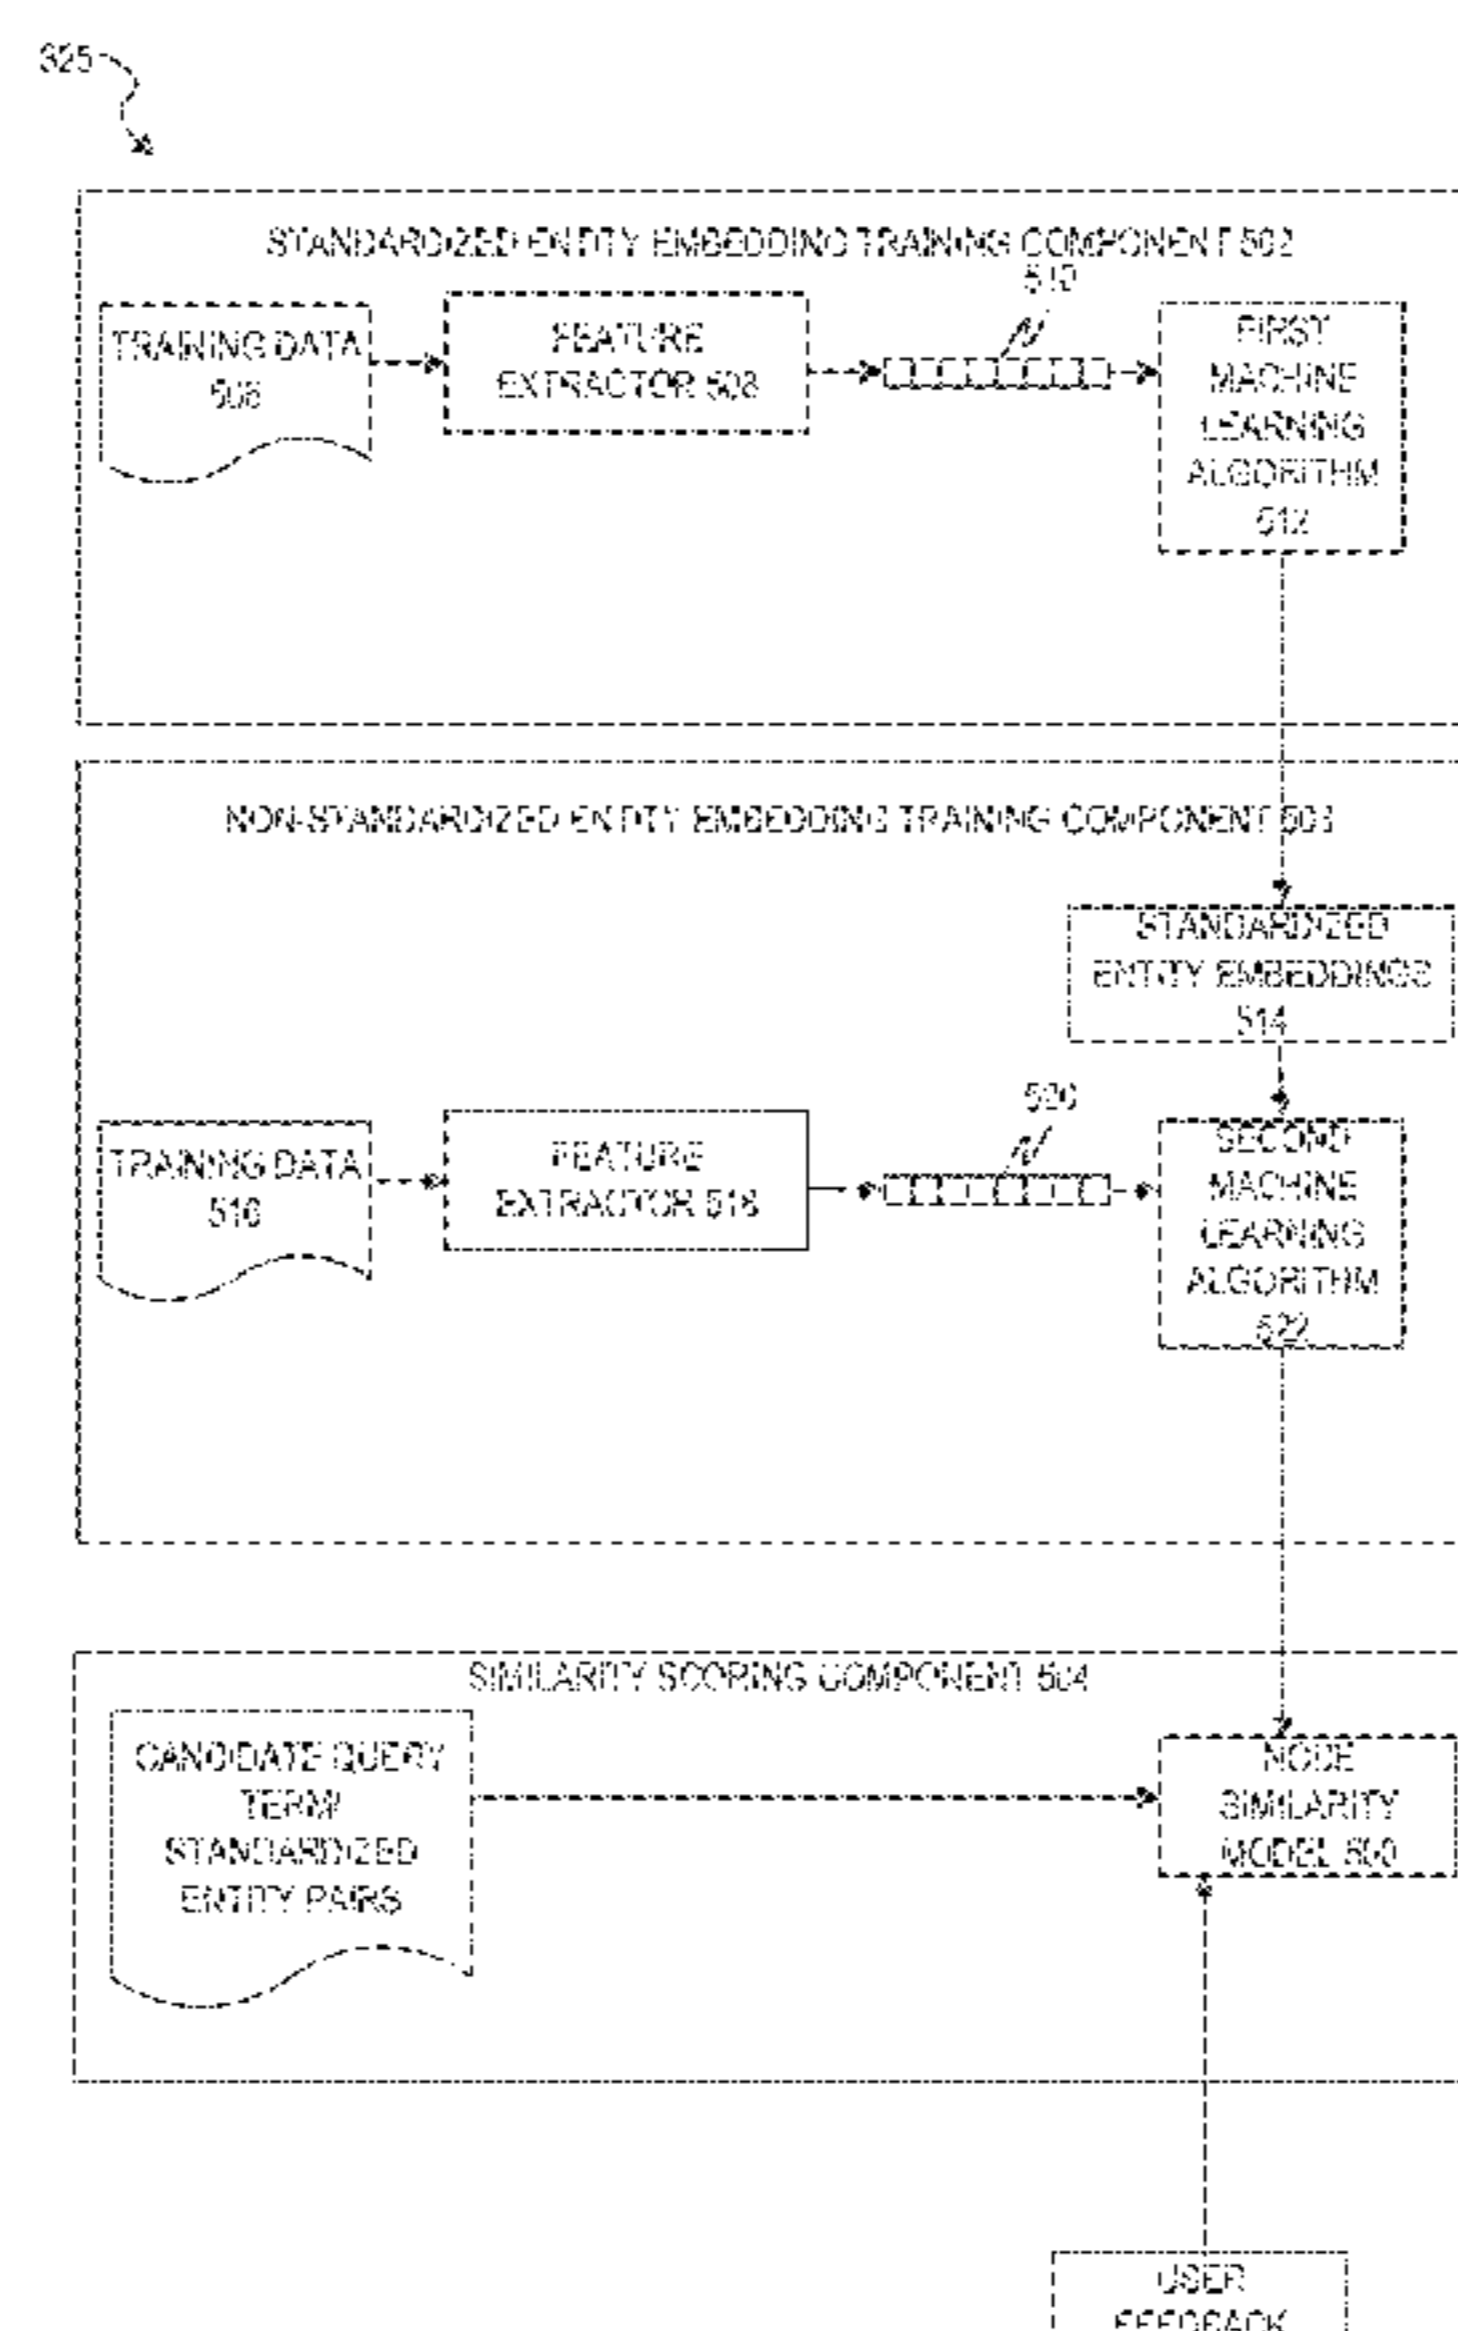 325
STANDARDIZED ENTITY EMBEDDING TRAINING COMPONENT 502
510
TRAINING DATA
506
FEATURE
EXTRACTOR 508
FIRST
MACHINE
LEARNING
ALGORITHM
512
NON-STANDARDIZED ENTITY EMBEDDING TRAINING COMPONENT
STANDARDIZED
ENTITY EMBEDDINGS
514
520
TRAINING DATA
516
FEATURE
EXTRACTOR 518
SECOND
MACHINE
LEARNING
ALGORITHM
522
SIMILARITY SCORING COMPONENT 504
CANDIDATE QUERY
TERM/
STANDARDIZED
ENTITY PAIRS
NODE
SIMILARITY
MODEL 500
USER
FEEDBACK